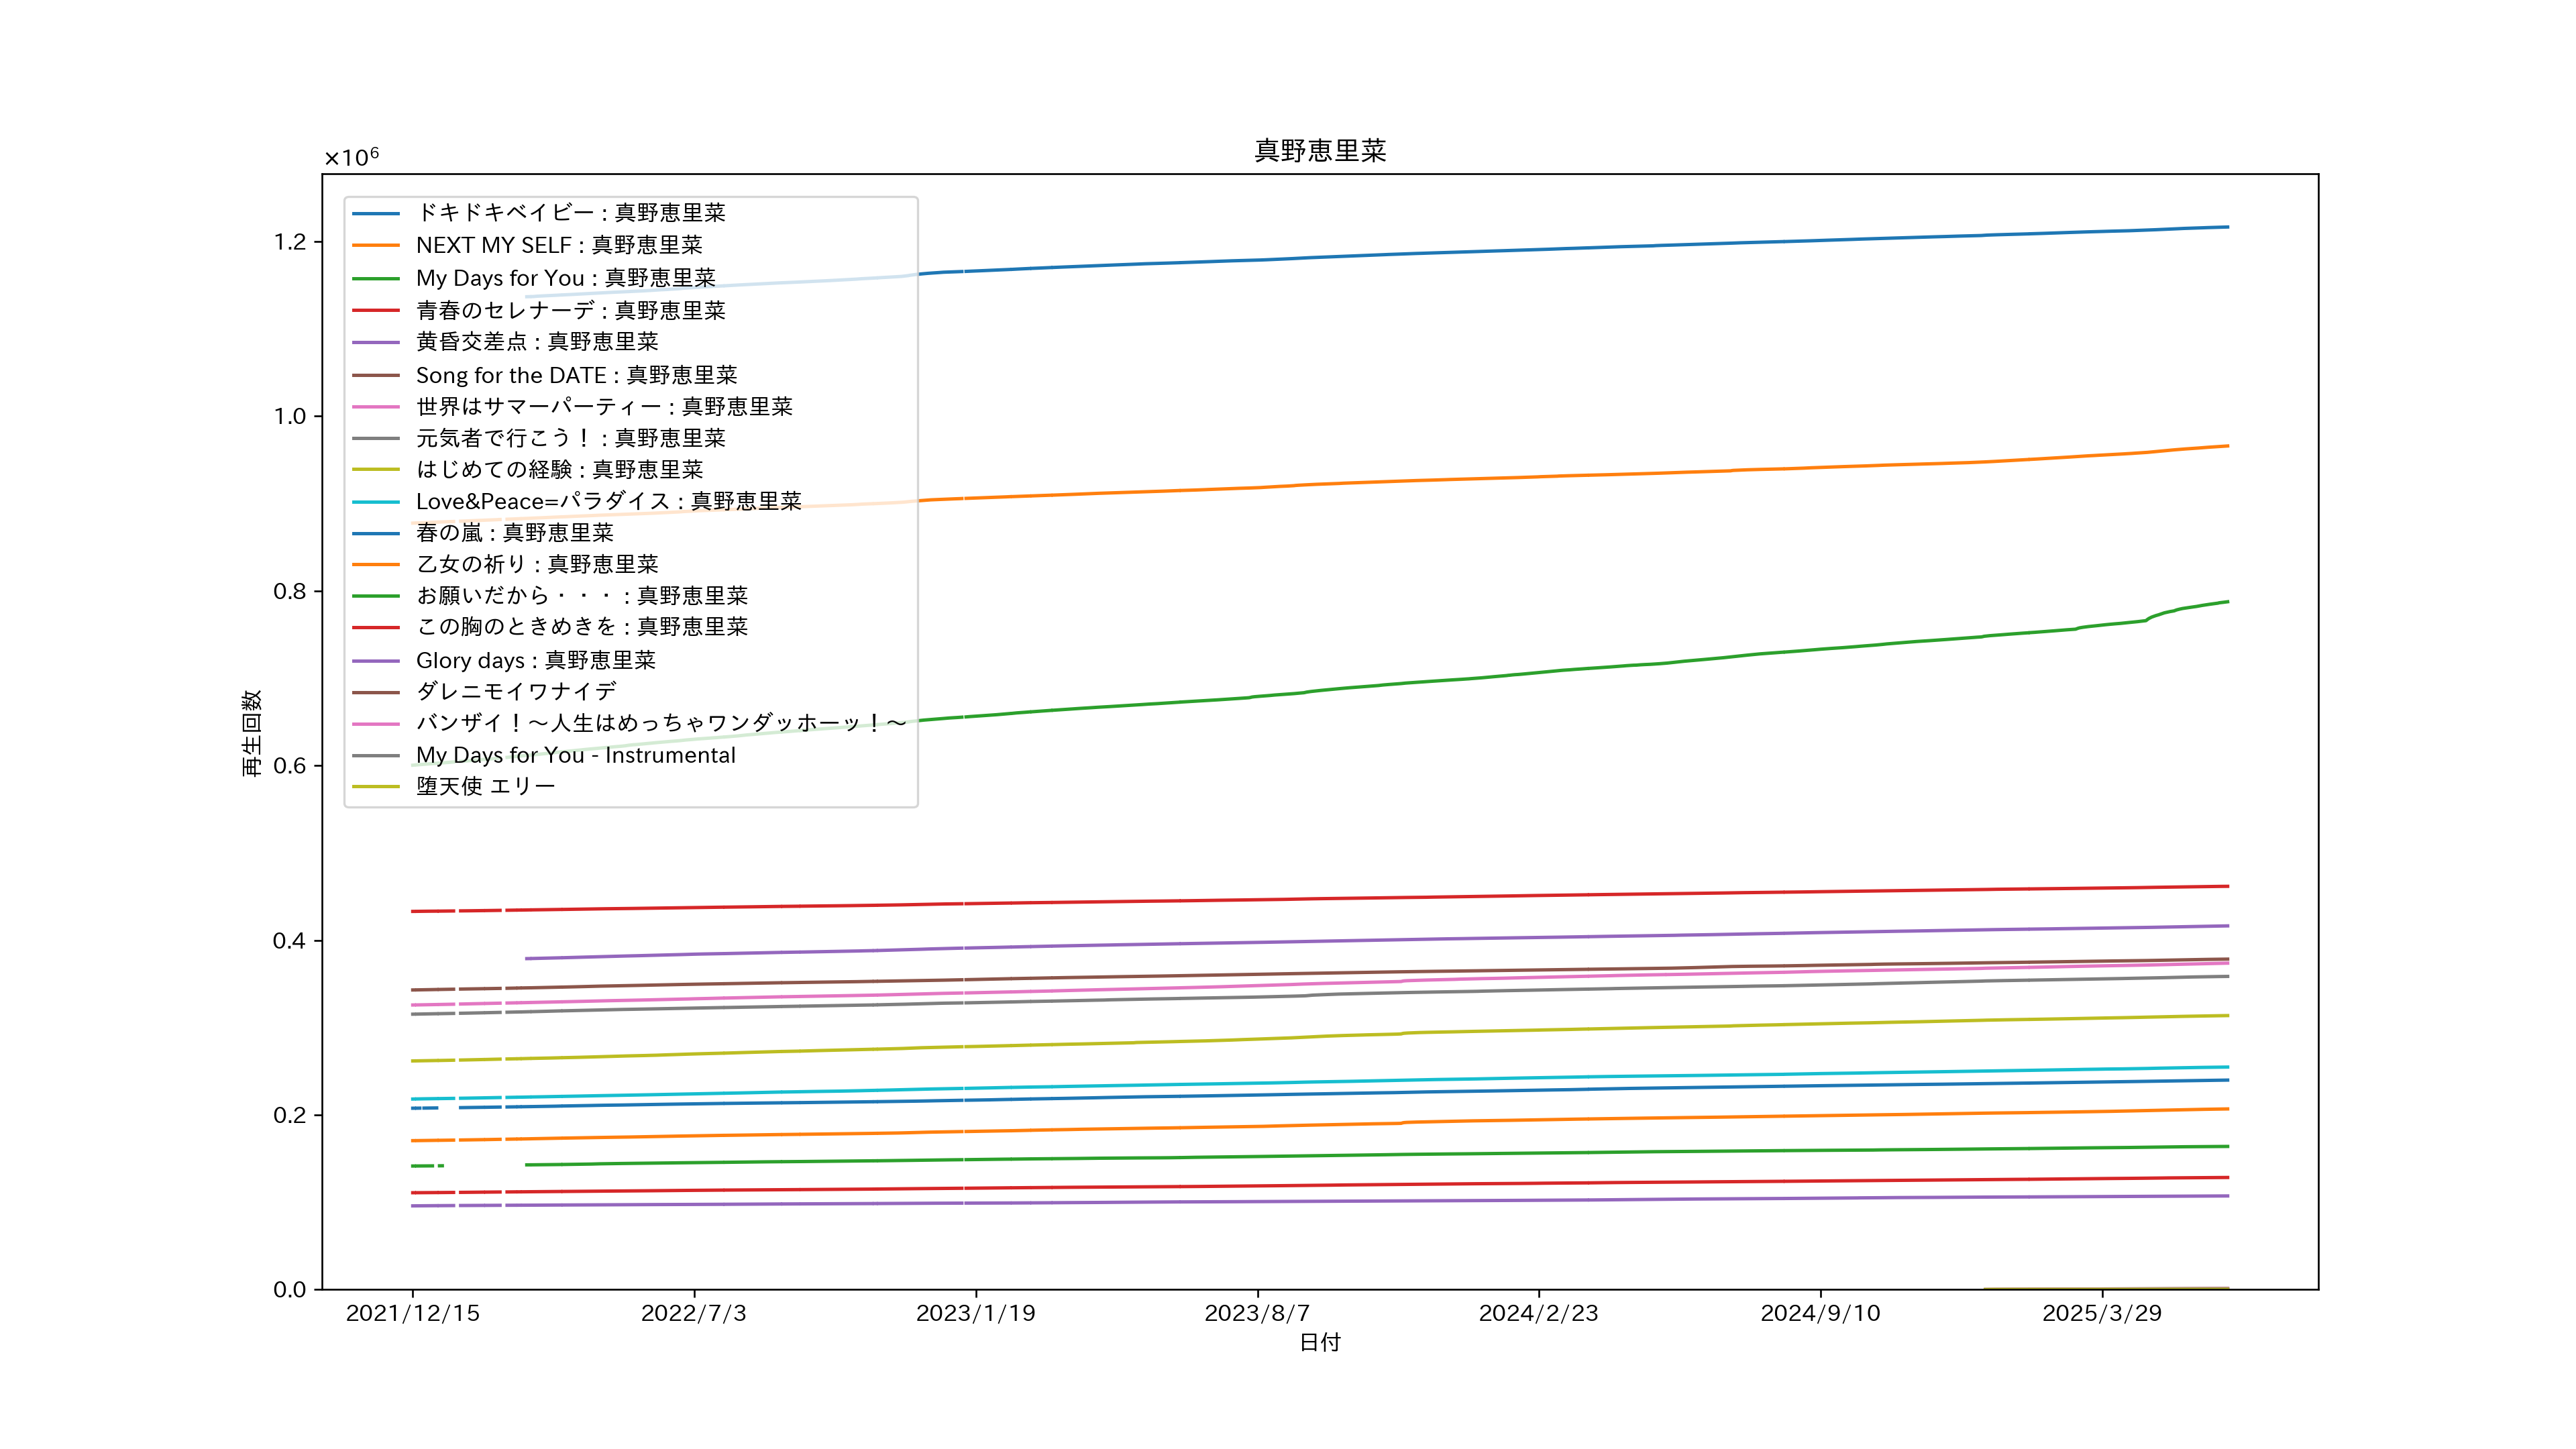 真野恵里菜
×10⁶
1.2
1.0
0.8
0.6
0.4
0.2
0.0
再生回数
ドキドキベイビー : 真野恵里菜
NEXT MY SELF : 真野恵里菜
My Days for You : 真野恵里菜
青春のセレナーデ : 真野恵里菜
黄昏交差点 : 真野恵里菜
Song for the DATE : 真野恵里菜
世界はサマーパーティー : 真野恵里菜
元気者で行こう！ : 真野恵里菜
はじめての経験 : 真野恵里菜
Love&Peace=パラダイス : 真野恵里菜
春の嵐 : 真野恵里菜
乙女の祈り : 真野恵里菜
お願いだから・・・ : 真野恵里菜
この胸のときめきを : 真野恵里菜
Glory days : 真野恵里菜
ダレニモイワナイデ
バンザイ！〜人生はめっちゃワンダッホーッ！〜
My Days for You - Instrumental
堕天使 エリー
2021/12/15
2022/7/3
2023/1/19
2023/8/7
2024/2/23
2024/9/10
2025/3/29
日付